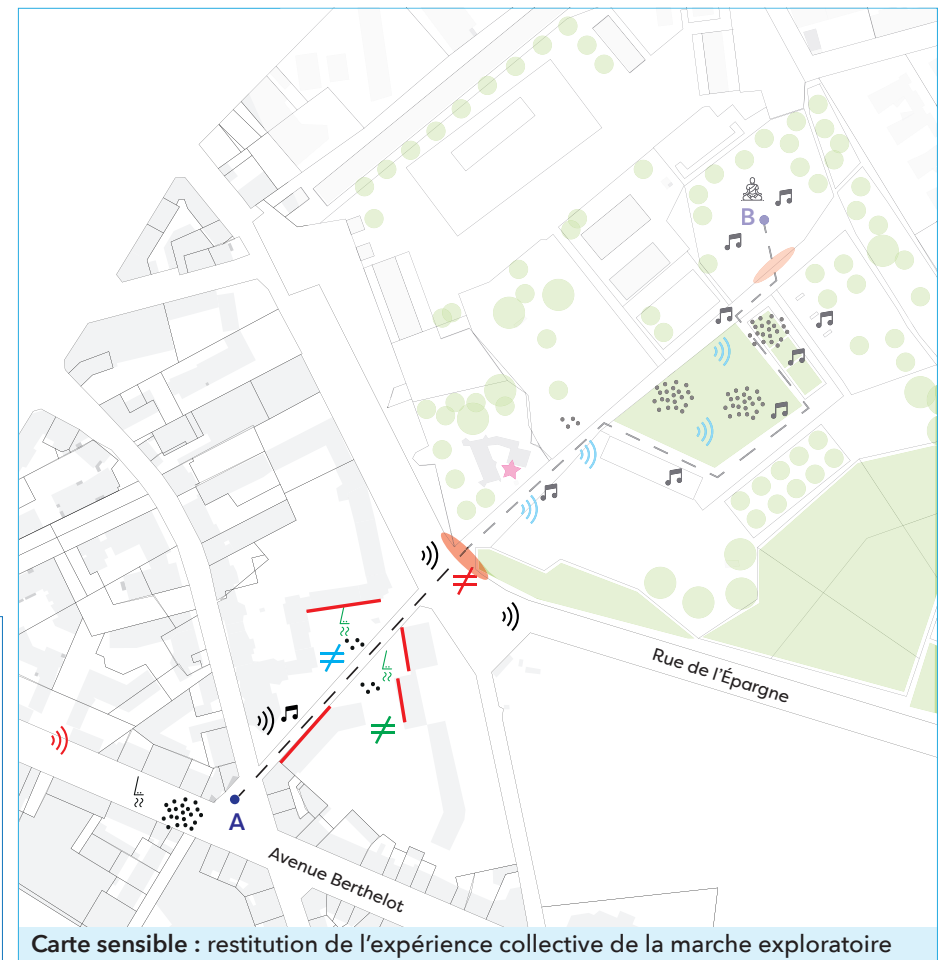 B
Rue de l'Épargne
A
Avenue Berthelot
Carte sensible : restitution de l'expérience collective de la marche exploratoire